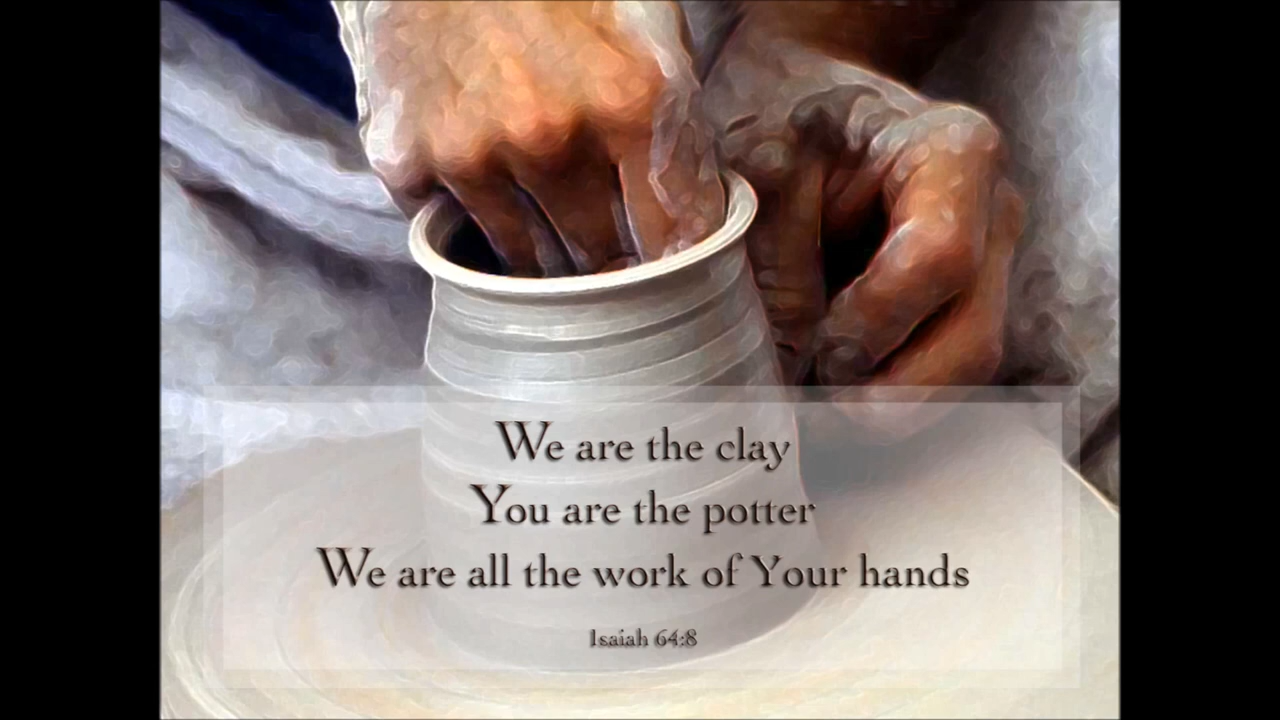 We are the clay
You are the potter
We are all the work of Your hands
Isaiah 64:8